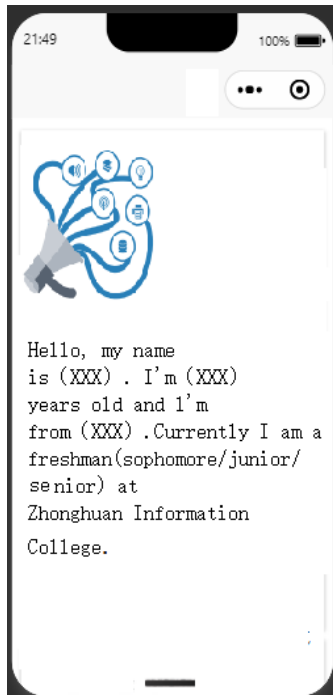 21:49
100%
Hello, my name
is (XXX) . I'm (XXX)
years old and l'm
from (XXX) .Currently I am a
freshman(sophomore/junior/
senior) at
Zhonghuan Information
College.